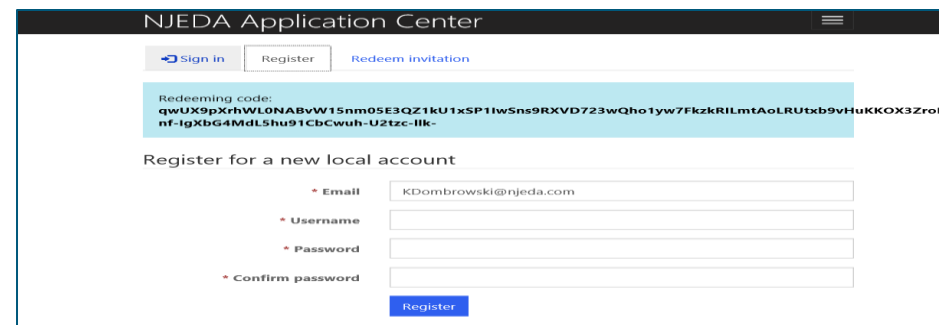 NJEDA Application Center
Sign in Register Redeem invitation
Redeeming code:
qwUX9pXrhWL0NABvW15nm05E3QZ1kU1xSP1IwSns9RXVD723wQho1yw7FkzkRILmtAoLRUtxb9vHuKKOX3Zrol
nf-IgXbG4MdL5hu91CbCwuh-U2tzc-llk-
Register for a new local account
* Email KDombrowski@njeda.com
* Username
* Password
* Confirm password
Register